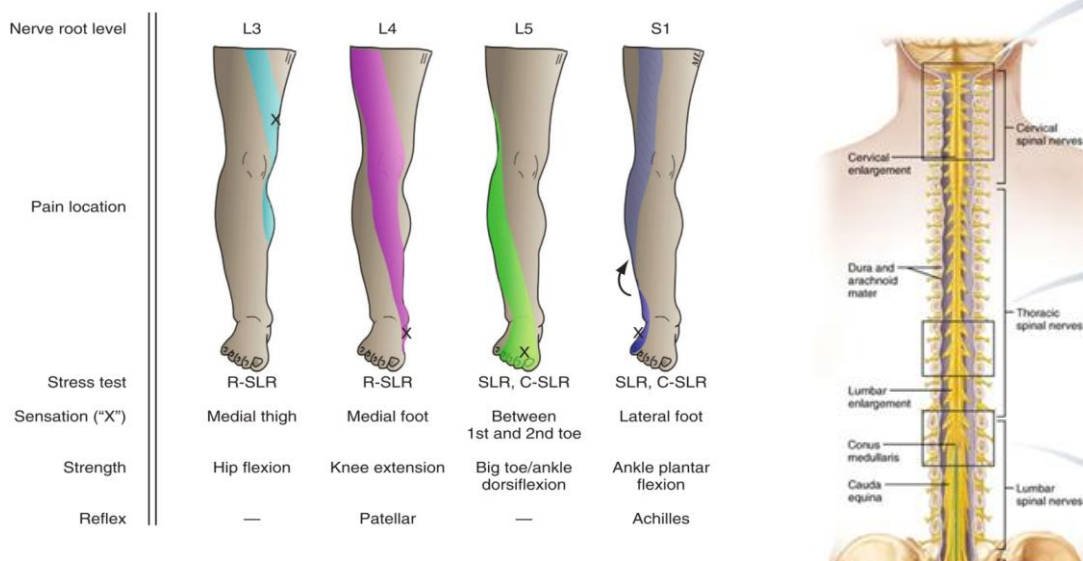 Nerve root level
L3
L4
L5
S1
Pain location
X
X
X
X
Stress test
R-SLR
R-SLR
SLR, C-SLR
SLR, C-SLR
Sensation ("X")
Medial thigh
Medial foot
Between
1st and 2nd toe
Lateral foot
Strength
Hip flexion
Knee extension
Big toe/ankle
dorsiflexion
Ankle plantar
flexion
Reflex
—
Patellar
—
Achilles
Cervical
spinal nerves
Cervical
enlargement
Dura and
arachnoid
mater
Thoracic
spinal nerves
Lumbar
enlargement
Conus
medullaris
Cauda
equina
Lumbar
spinal nerves